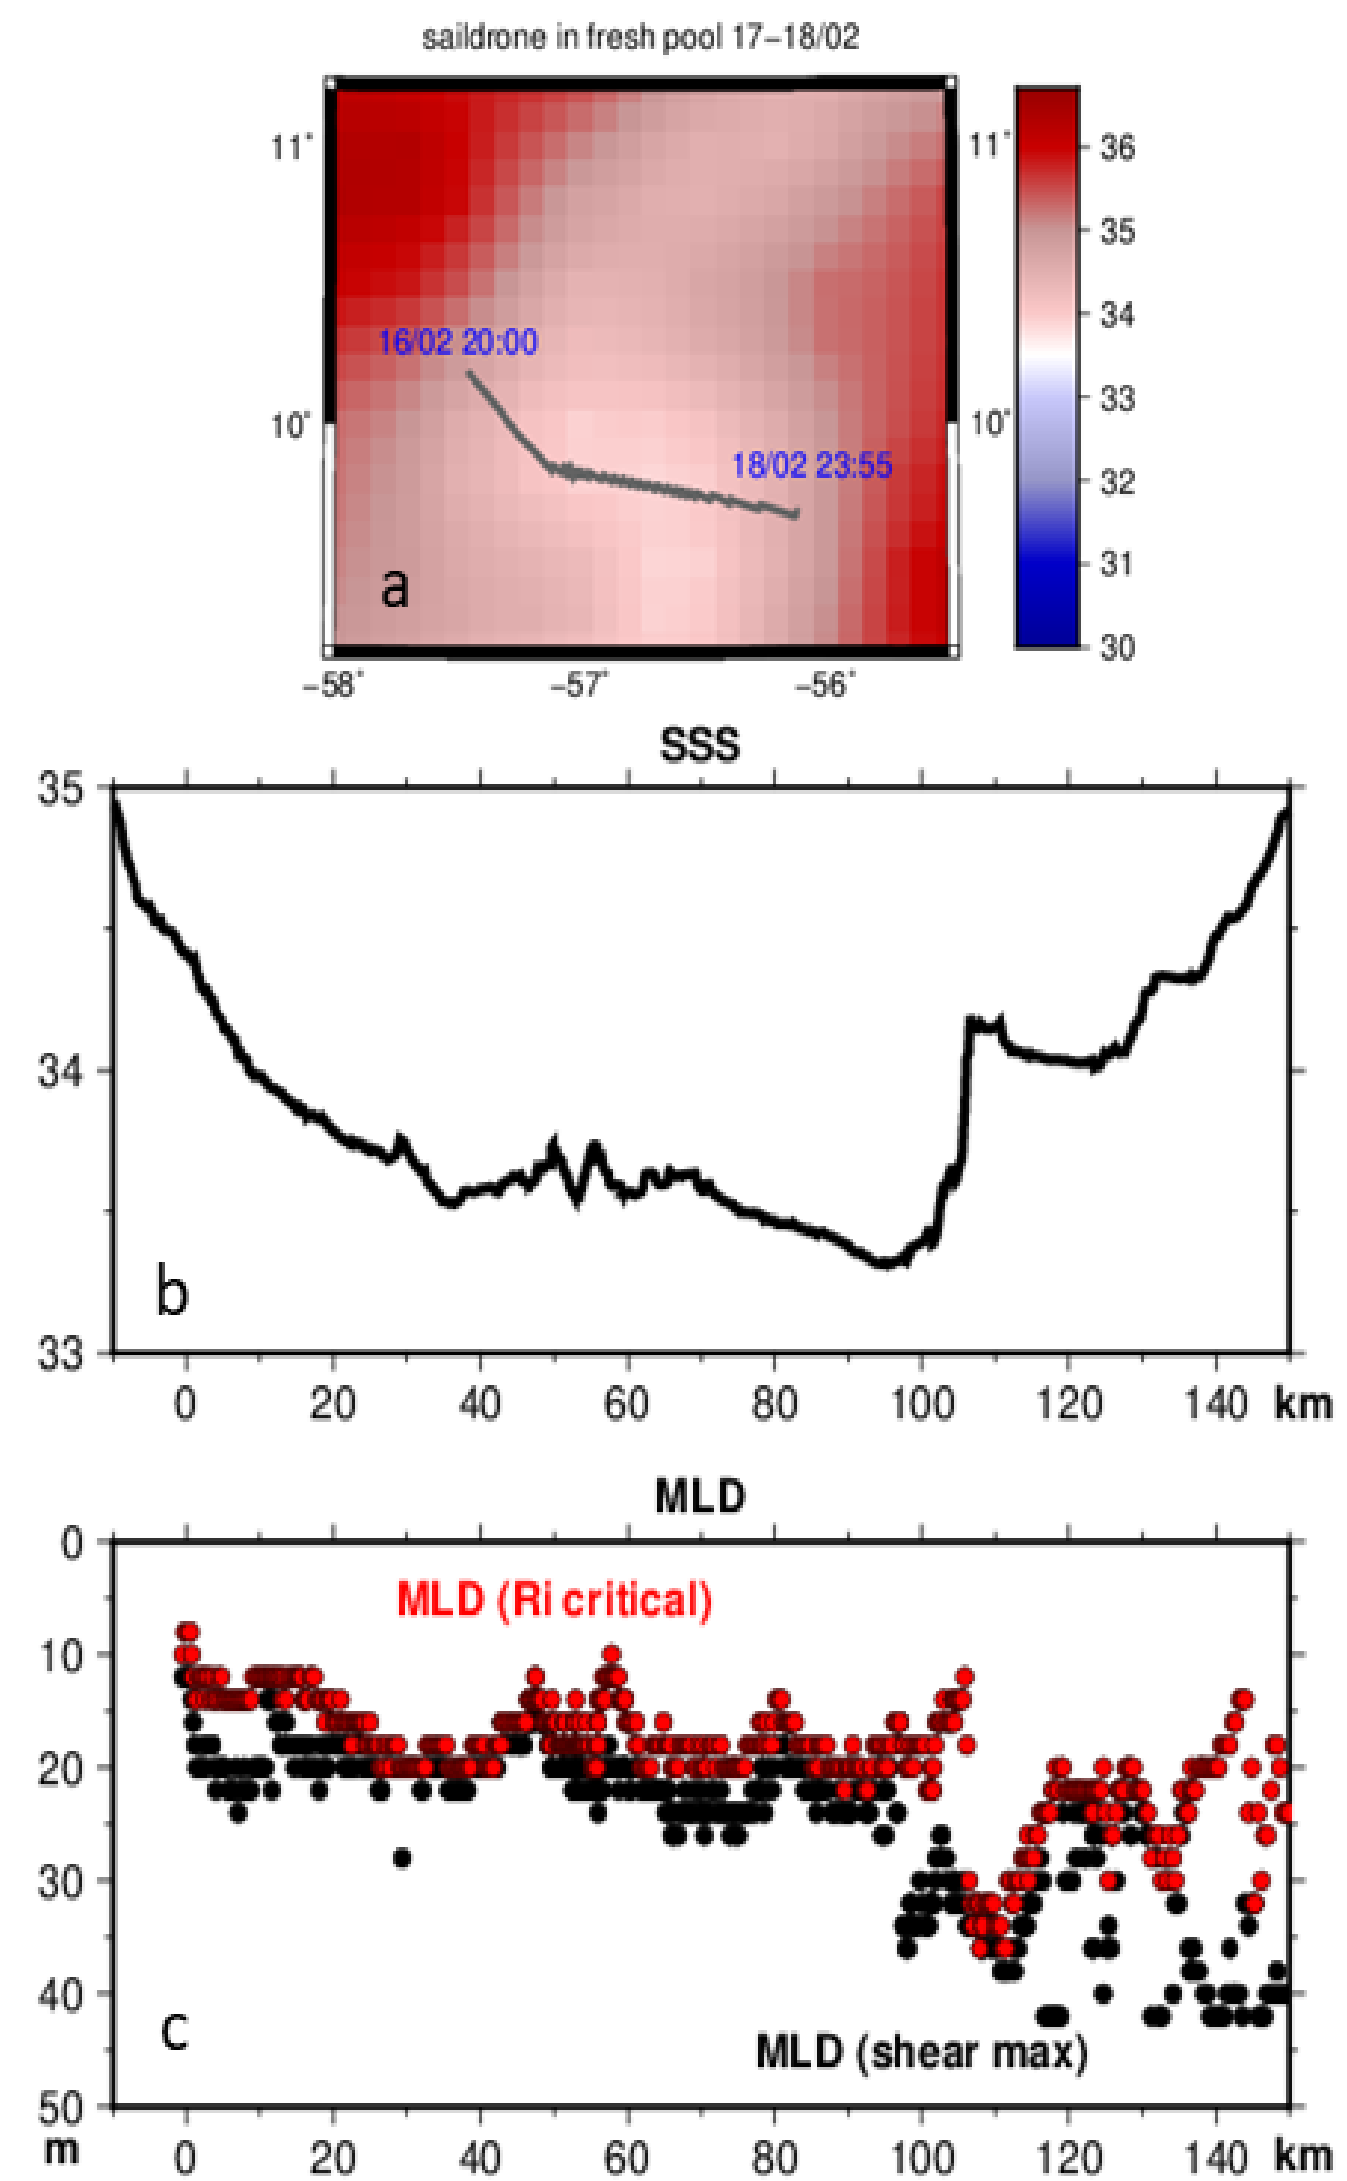 saildrone in fresh pool 17–18/02
11° 11°
10° 10°
16/02 20:00
18/02 23:55
a
36
35
34
33
32
31
30
–58° –57° –56°
SSS
35
34
33
b
0 20 40 60 80 100 120 140 km
MLD
0
10
20
30
40
50
m
MLD (Ri critical)
MLD (shear max)
c
0 20 40 60 80 100 120 140 km